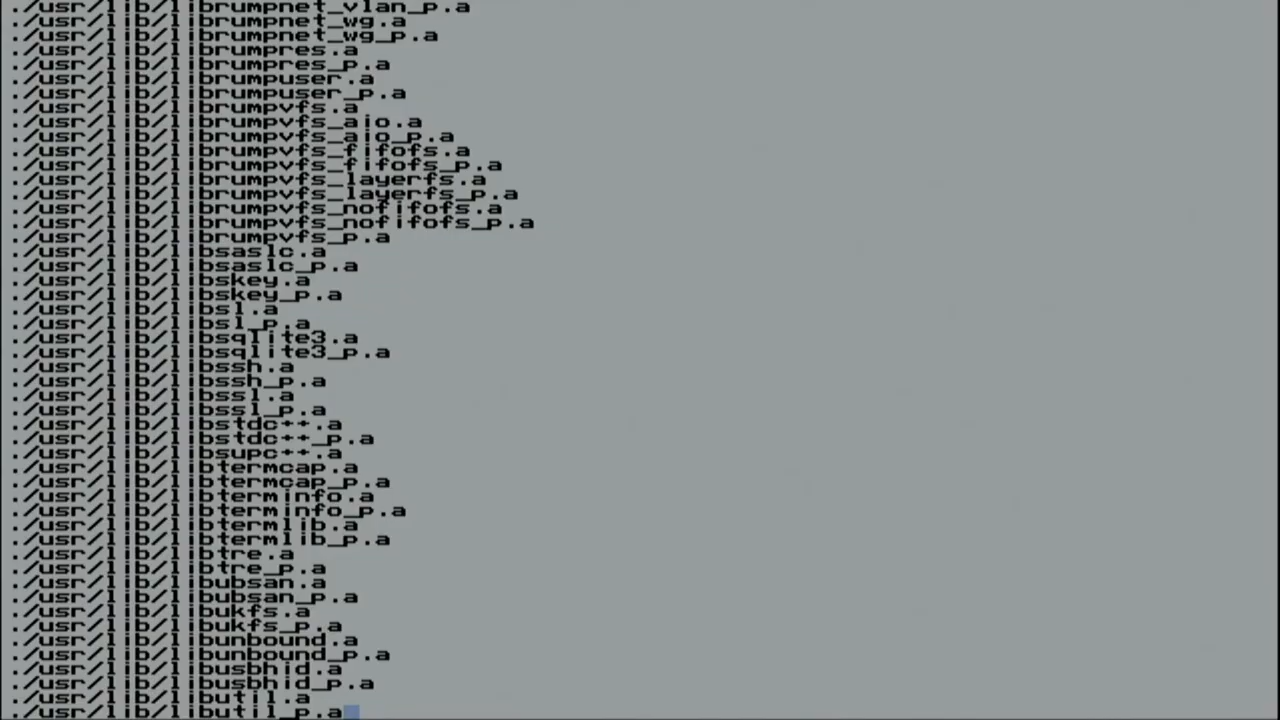 ./usr/lib/librumpnet_vlan_p.a
./usr/lib/librumpnet_wg.a
./usr/lib/librumpnet_wg_p.a
./usr/lib/librumpres.a
./usr/lib/librumpres_p.a
./usr/lib/librumpuser.a
./usr/lib/librumpuser_p.a
./usr/lib/librumpvfs.a
./usr/lib/librumpvfs_aio.a
./usr/lib/librumpvfs_aio_p.a
./usr/lib/librumpvfs_fifofs.a
./usr/lib/librumpvfs_fifofs_p.a
./usr/lib/librumpvfs_layerfs.a
./usr/lib/librumpvfs_layerfs_p.a
./usr/lib/librumpvfs_nofifofs.a
./usr/lib/librumpvfs_nofifofs_p.a
./usr/lib/librumpvfs_p.a
./usr/lib/libsaslc.a
./usr/lib/libsaslc_p.a
./usr/lib/libskey.a
./usr/lib/libskey_p.a
./usr/lib/libsl.a
./usr/lib/libsl_p.a
./usr/lib/libsqlite3.a
./usr/lib/libsqlite3_p.a
./usr/lib/libssh.a
./usr/lib/libssh_p.a
./usr/lib/libssl.a
./usr/lib/libssl_p.a
./usr/lib/libstdc++.a
./usr/lib/libstdc++_p.a
./usr/lib/libsupc++.a
./usr/lib/libtermcap.a
./usr/lib/libtermcap_p.a
./usr/lib/libterminfo.a
./usr/lib/libterminfo_p.a
./usr/lib/libtermlib.a
./usr/lib/libtermlib_p.a
./usr/lib/libtre.a
./usr/lib/libtre_p.a
./usr/lib/libubsan.a
./usr/lib/libubsan_p.a
./usr/lib/libukfs.a
./usr/lib/libukfs_p.a
./usr/lib/libunbound.a
./usr/lib/libunbound_p.a
./usr/lib/libusbhid.a
./usr/lib/libusbhid_p.a
./usr/lib/libutil.a
./usr/lib/libutil_p.a